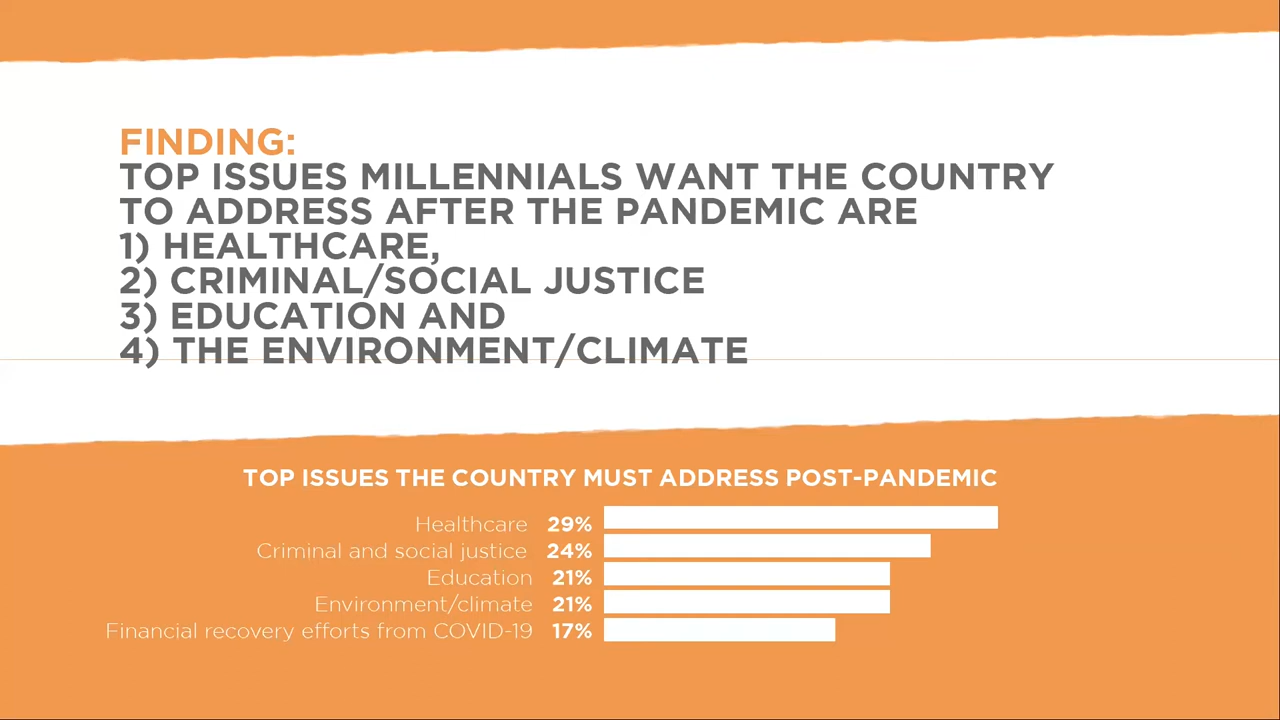 FINDING:
TOP ISSUES MILLENNIALS WANT THE COUNTRY
TO ADDRESS AFTER THE PANDEMIC ARE
1) HEALTHCARE,
2) CRIMINAL/SOCIAL JUSTICE
3) EDUCATION AND
4) THE ENVIRONMENT/CLIMATE
TOP ISSUES THE COUNTRY MUST ADDRESS POST-PANDEMIC
Healthcare 29%
Criminal and social justice 24%
Education 21%
Environment/climate 21%
Financial recovery efforts from COVID-19 17%